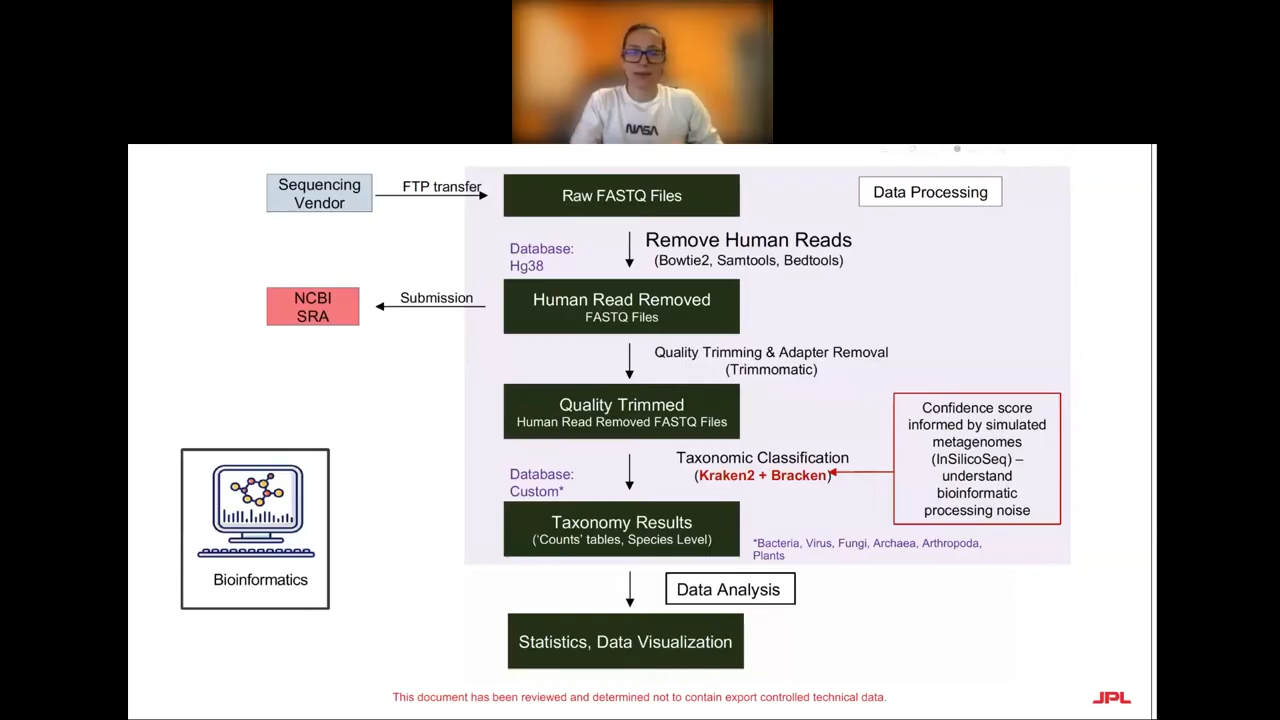 NASA
Sequencing
Vendor
FTP transfer
Raw FASTQ Files
Data Processing
Database:
Hg38
Remove Human Reads
(Bowtie2, Samtools, Bedtools)
NCBI
SRA
Submission
Human Read Removed
FASTQ Files
Quality Trimming & Adapter Removal
(Trimmomatic)
Quality Trimmed
Human Read Removed FASTQ Files
Confidence score
informed by simulated
metagenomes
(InSilicoSeq) –
understand
bioinformatic
processing noise
Database:
Custom*
Taxonomic Classification
(Kraken2 + Bracken)
Taxonomy Results
('Counts' tables, Species Level)
*Bacteria, Virus, Fungi, Archaea, Arthropoda,
Plants
Bioinformatics
Data Analysis
Statistics, Data Visualization
This document has been reviewed and determined not to contain export controlled technical data.
JPL